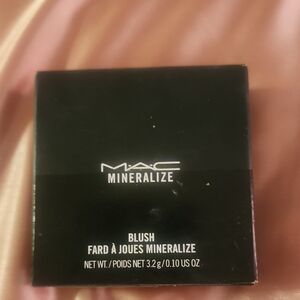 M·A·C
MINERALIZE
BLUSH
FARD À JOUES MINERALIZE
NET WT. / POIDS NET 3.2 g / 0.10 US OZ